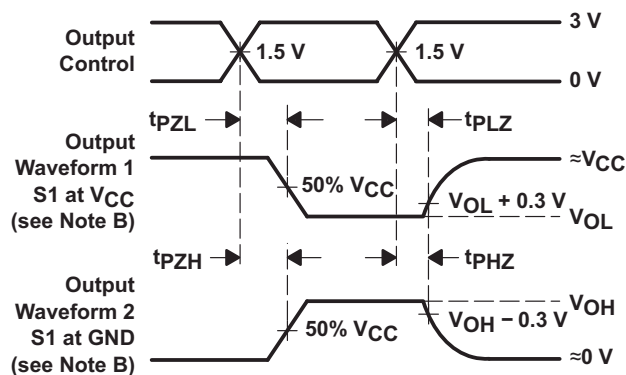 Output
Control
3 V
1.5 V
1.5 V
0 V
tPZL
tPLZ
Output
Waveform 1
S1 at VCC
(see Note B)
≈VCC
50% VCC
VOL + 0.3 V
VOL
tPZH
tPHZ
Output
Waveform 2
S1 at GND
(see Note B)
VOH
VOH − 0.3 V
50% VCC
≈0 V